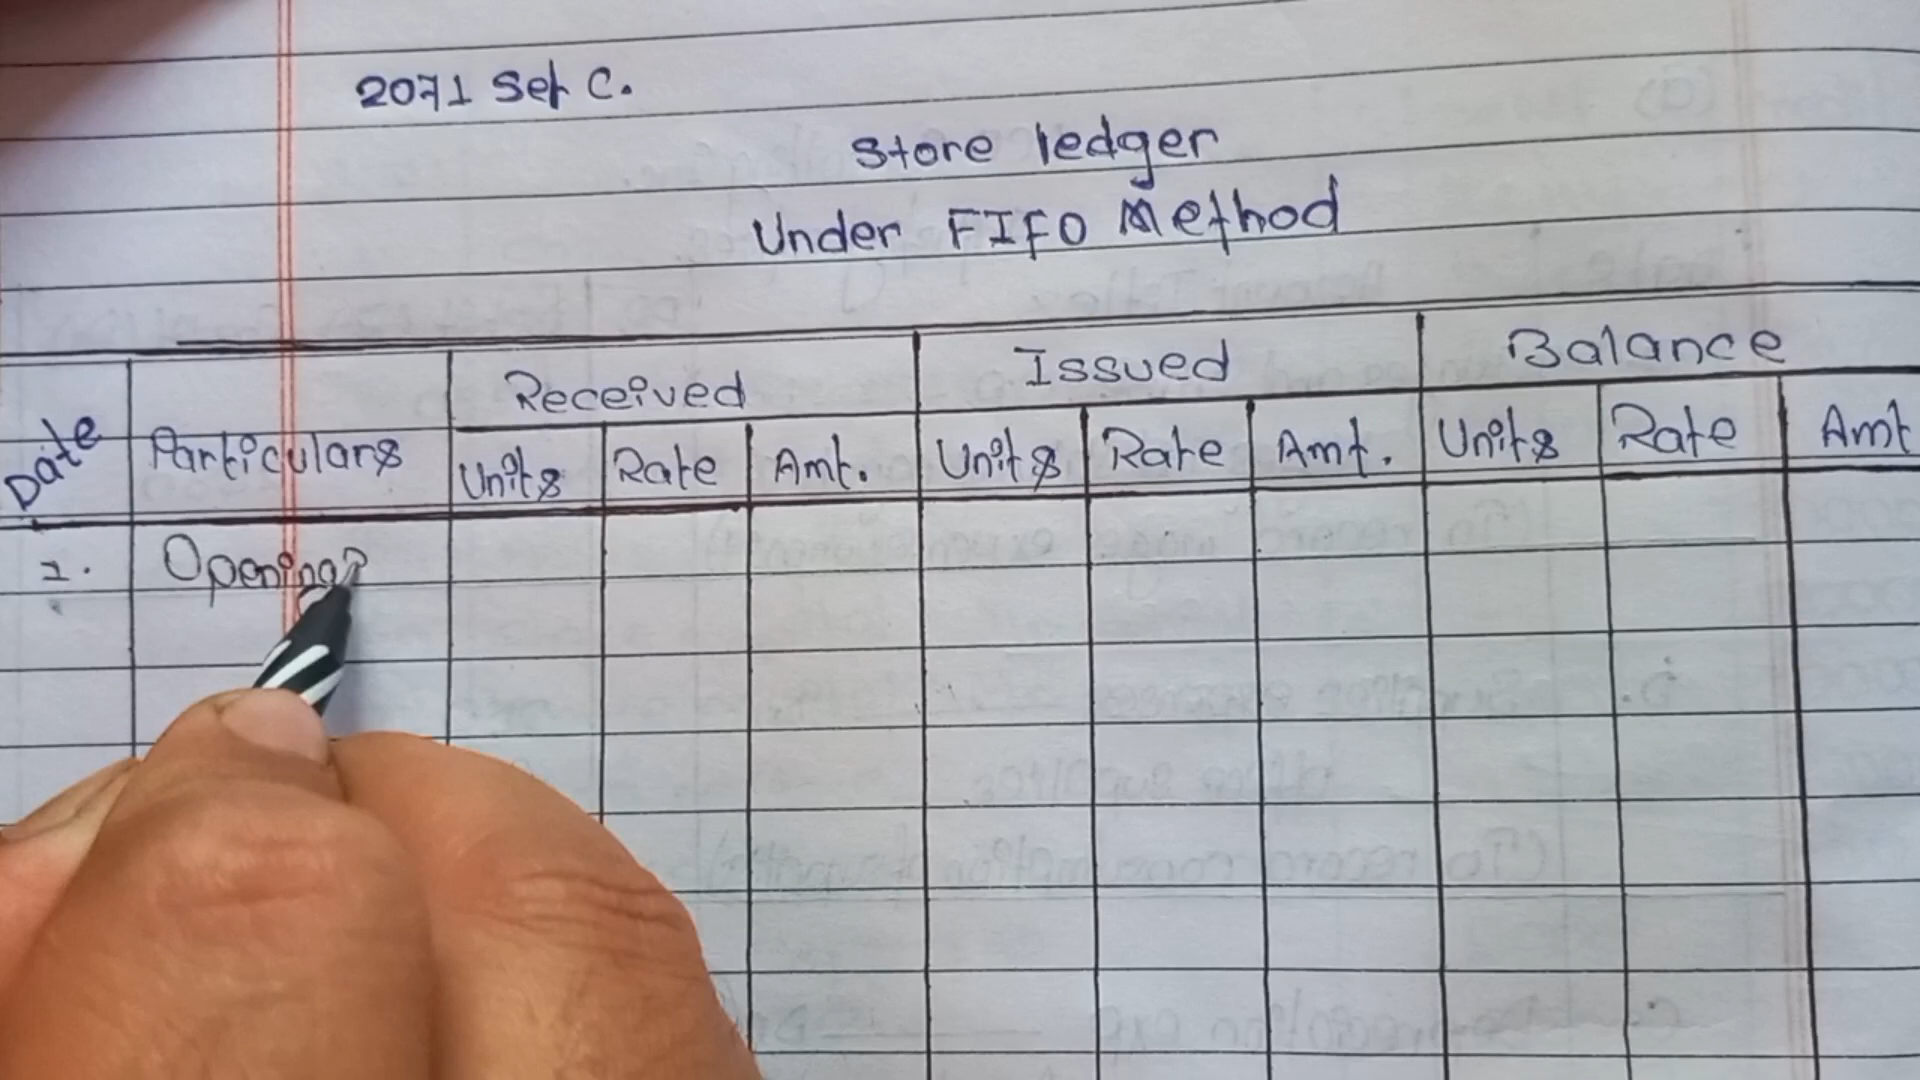 2071 Set C.
Store ledger
Under FIFO Method
Date Particulars Received Issued Balance
Units Rate Amt. Units Rate Amt. Units Rate Amt
1. Opening